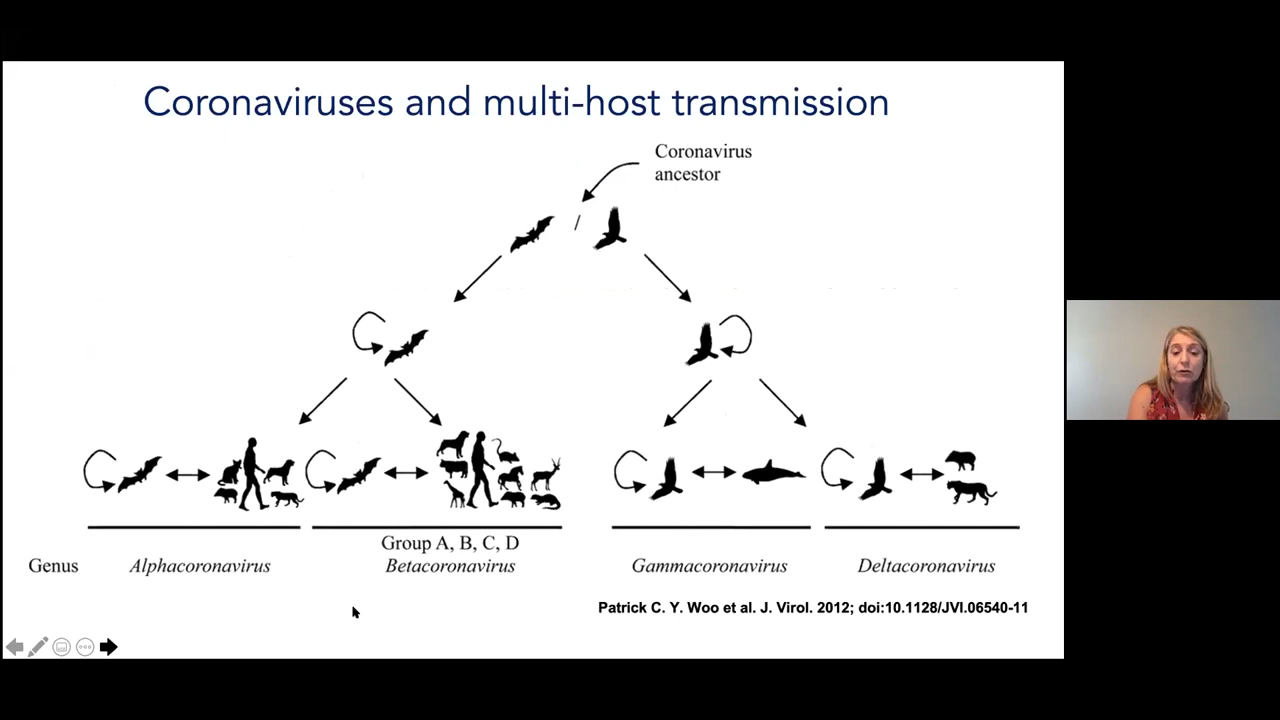 Coronaviruses and multi-host transmission
Coronavirus
ancestor
/
Group A, B, C, D
Genus Alphacoronavirus Betacoronavirus Gammacoronavirus Deltacoronavirus
Patrick C. Y. Woo et al. J. Virol. 2012; doi:10.1128/JVI.06540-11